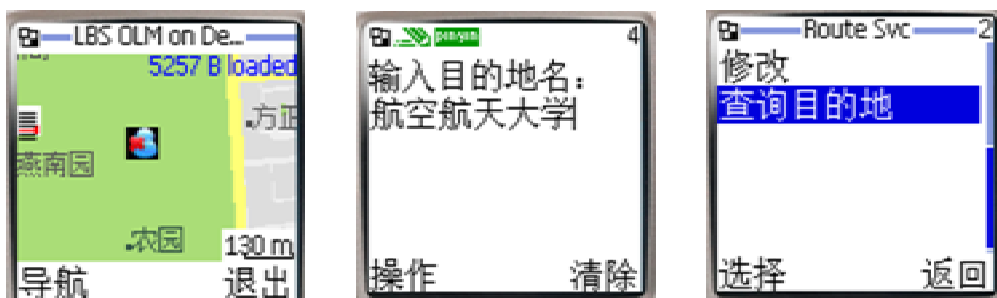 LBS OLM on De...
5257 B loaded
方正
燕南园
农园
130 m
导航 退出
pinyin 4
输入目的地名:
航空航天大学
操作 清除
Route Svc 2
修改
查询目的地
选择 返回